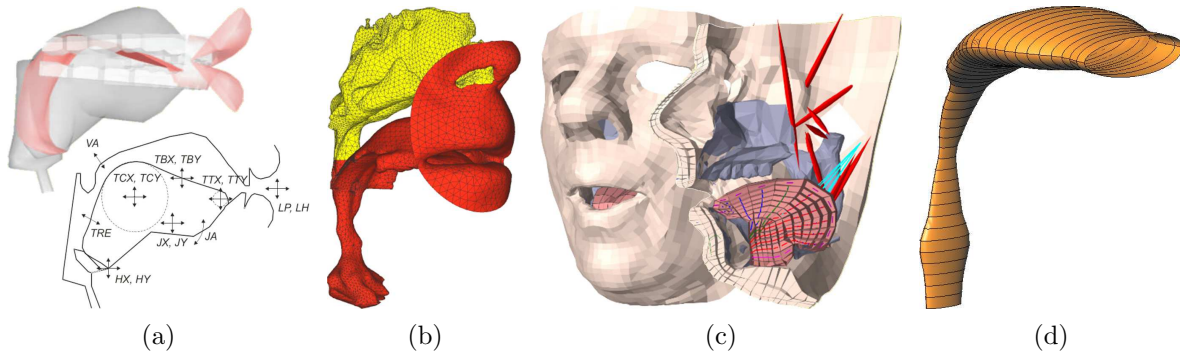 VA
TBX, TBY
TCX, TCY
TTX, TTY
LP, LH
TRE
JX, JY
JA
HX, HY
(a)
(b)
(c)
(d)